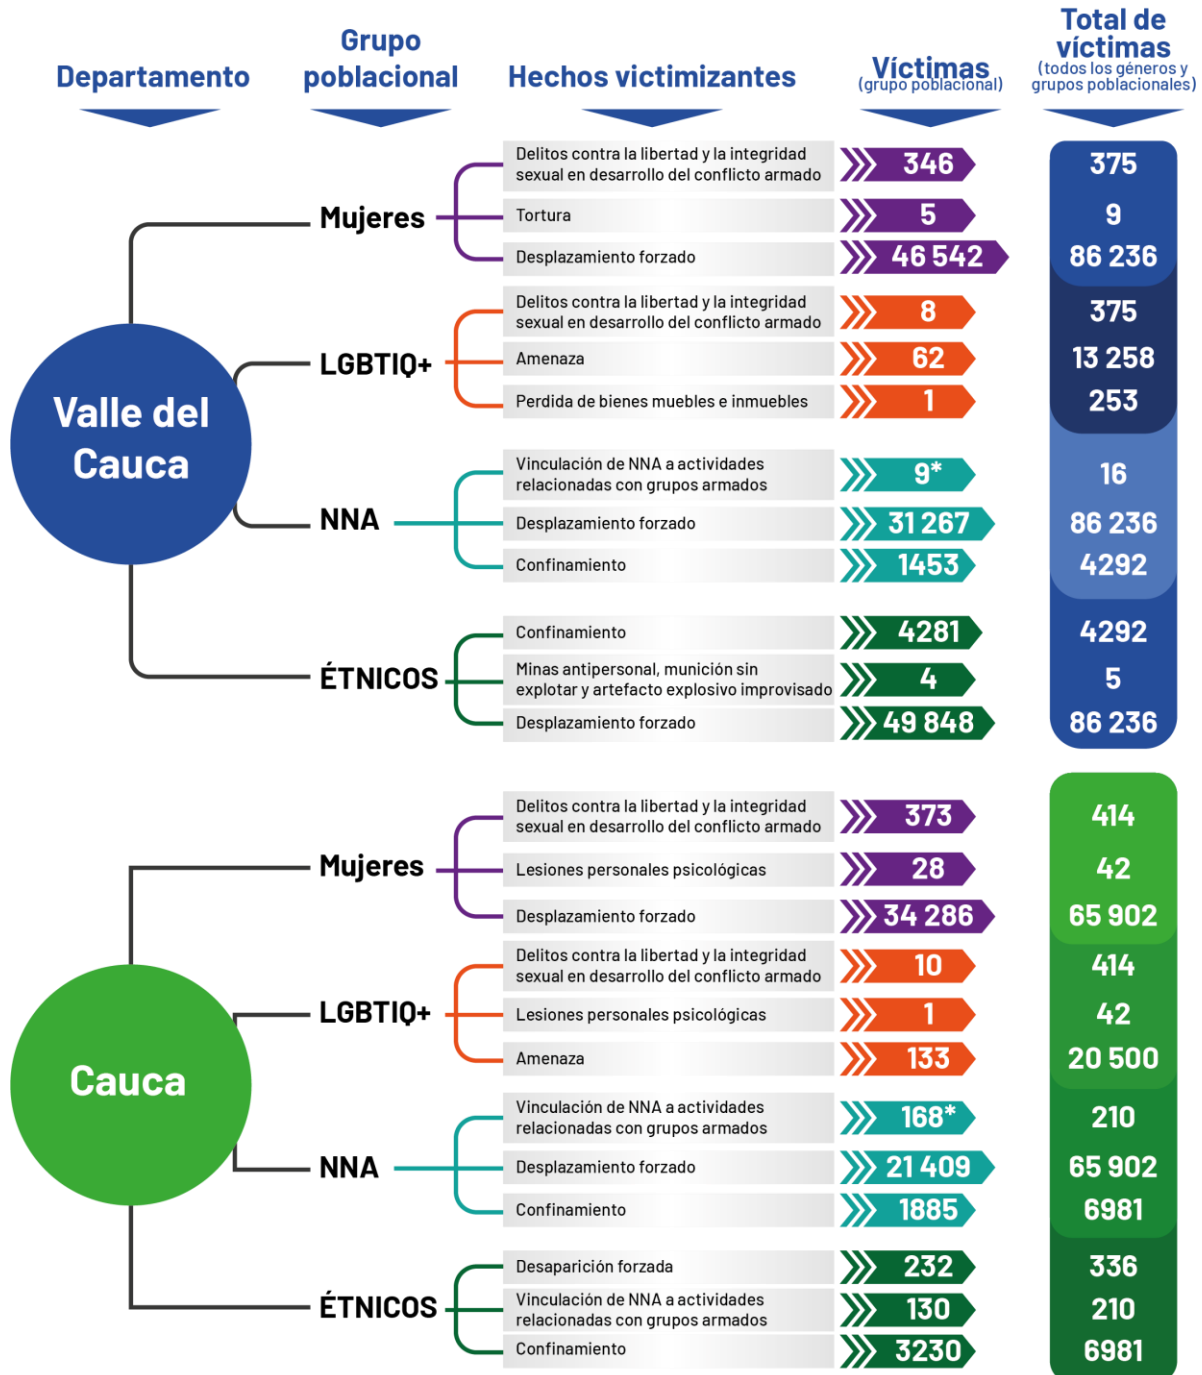 Departamento
Grupo
poblacional
Hechos victimizantes
Víctimas
(grupo poblacional)
Total de
víctimas
(todos los géneros y
grupos poblacionales)
Valle del
Cauca
Mujeres
Delitos contra la libertad y la integridad
sexual en desarrollo del conflicto armado
346
375
Tortura
5
9
Desplazamiento forzado
46 542
86 236
LGBTIQ+
Delitos contra la libertad y la integridad
sexual en desarrollo del conflicto armado
8
375
Amenaza
62
13 258
Perdida de bienes muebles e inmuebles
1
253
NNA
Vinculación de NNA a actividades
relacionadas con grupos armados
9*
16
Desplazamiento forzado
31 267
86 236
Confinamiento
1453
4292
ÉTNICOS
Confinamiento
4281
4292
Minas antipersonal, munición sin
explotar y artefacto explosivo improvisado
4
5
Desplazamiento forzado
49 848
86 236
Cauca
Mujeres
Delitos contra la libertad y la integridad
sexual en desarrollo del conflicto armado
373
414
Lesiones personales psicológicas
28
42
Desplazamiento forzado
34 286
65 902
LGBTIQ+
Delitos contra la libertad y la integridad
sexual en desarrollo del conflicto armado
10
414
Lesiones personales psicológicas
1
42
Amenaza
133
20 500
NNA
Vinculación de NNA a actividades
relacionadas con grupos armados
168*
210
Desplazamiento forzado
21 409
65 902
Confinamiento
1885
6981
ÉTNICOS
Desaparición forzada
232
336
Vinculación de NNA a actividades
relacionadas con grupos armados
130
210
Confinamiento
3230
6981